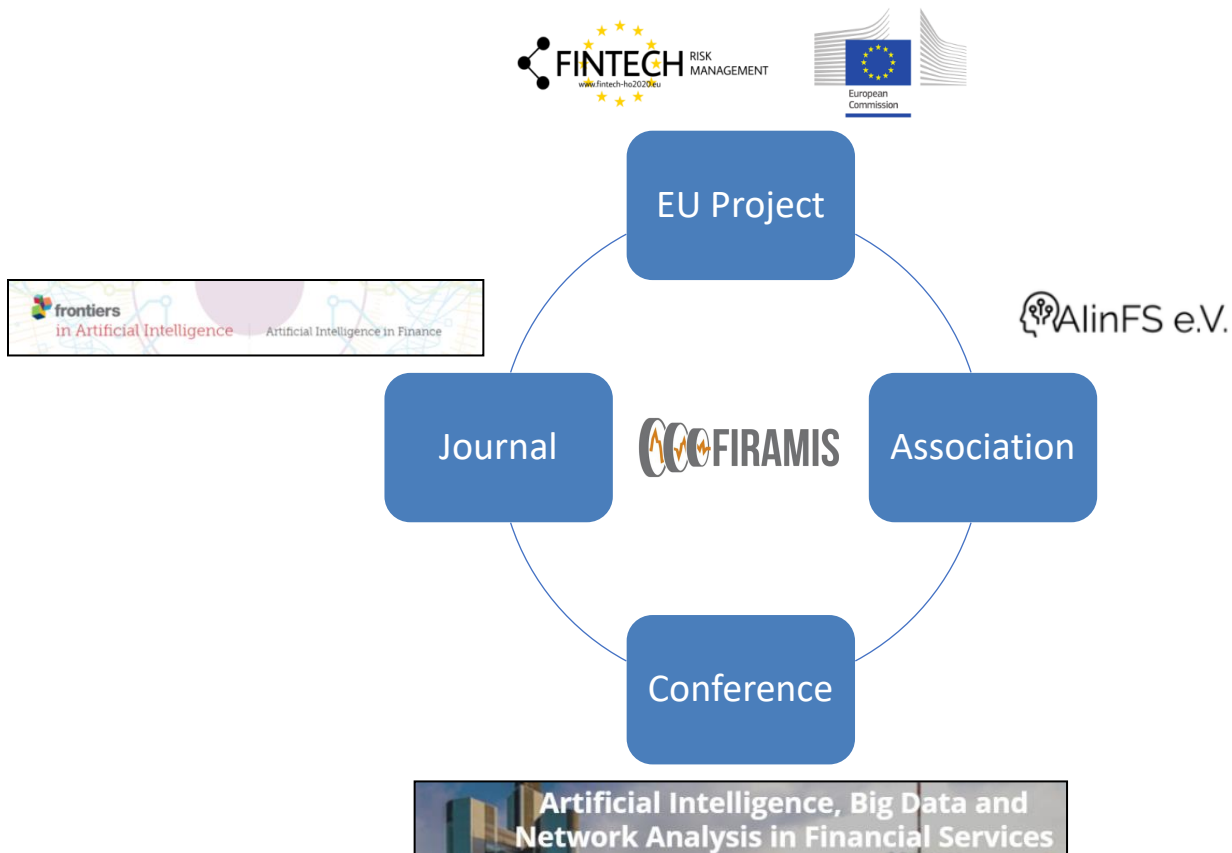 FINTECH RISK
MANAGEMENT
www.fintech-ho2020.eu
European
Commission
EU Project
frontiers
in Artificial Intelligence Artificial Intelligence in Finance
AIinFS e.V.
Journal
FIRAMIS
Association
Conference
Artificial Intelligence, Big Data and
Network Analysis in Financial Services